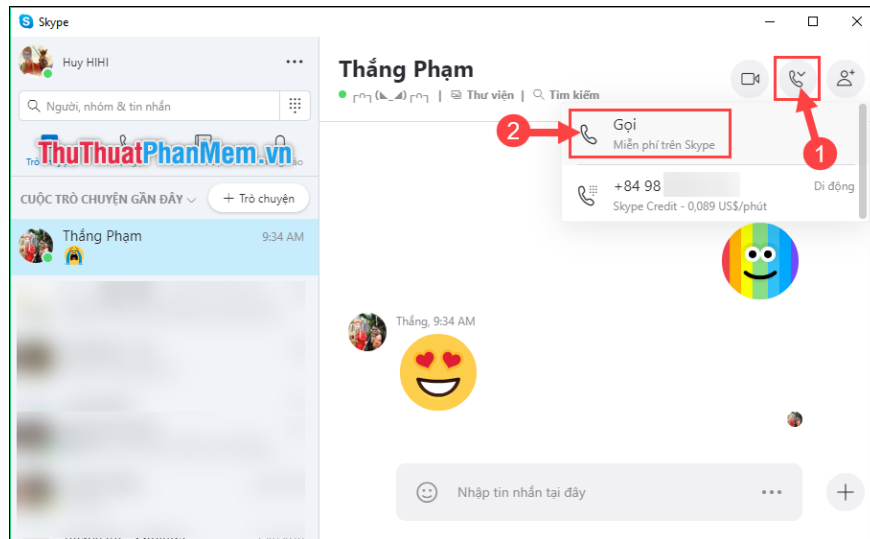 Skype
Huy HIHI
Người, nhóm & tin nhắn
ThuThuatPhanMem.vn
CUỘC TRÒ CHUYỆN GẦN ĐÂY
+ Trò chuyện
Thắng Phạm
9:34 AM
Thắng Phạm
| Thư viện | Tìm kiếm
1
2
Gọi
Miễn phí trên Skype
+84 98
Di động
Skype Credit - 0,089 US$/phút
Thắng, 9:34 AM
Nhập tin nhắn tại đây